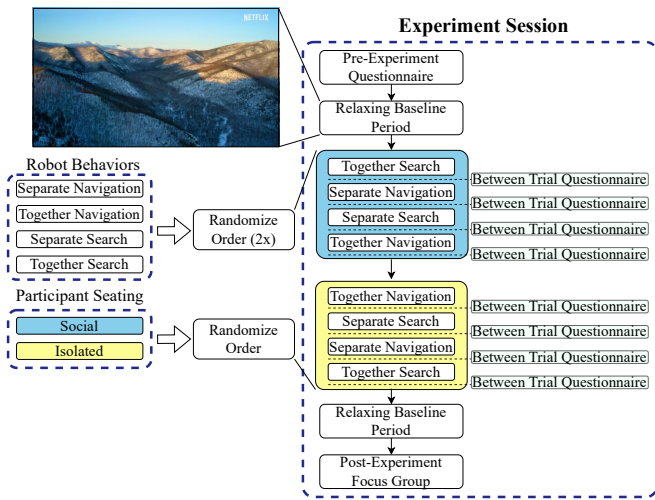 NETFLIX
Experiment Session
Pre-Experiment
Questionnaire
Relaxing Baseline
Period
Robot Behaviors
Separate Navigation
Together Navigation
Separate Search
Together Search
Randomize
Order (2x)
Together Search
Between Trial Questionnaire
Separate Navigation
Between Trial Questionnaire
Separate Search
Between Trial Questionnaire
Together Navigation
Between Trial Questionnaire
Participant Seating
Social
Isolated
Randomize
Order
Together Navigation
Between Trial Questionnaire
Separate Search
Between Trial Questionnaire
Separate Navigation
Between Trial Questionnaire
Together Search
Between Trial Questionnaire
Relaxing Baseline
Period
Post-Experiment
Focus Group